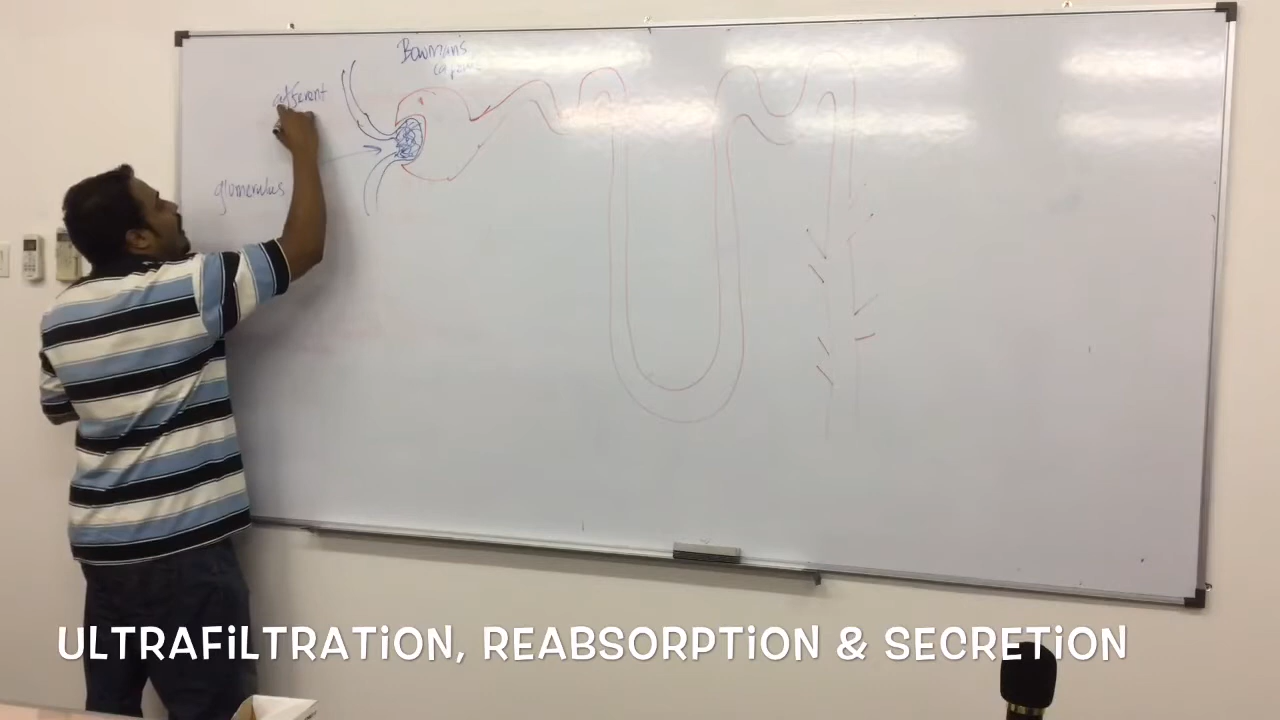 Bowman's
afferent
glomerulus
ULTRAFILTRATION, REABSORPTION & SECRETION